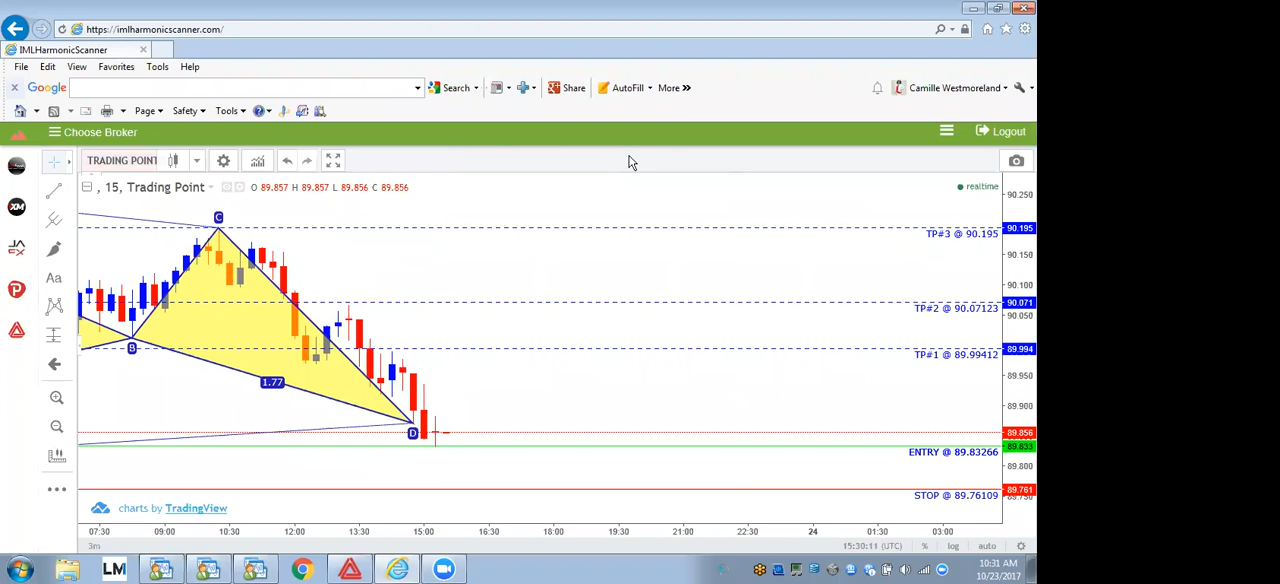 https://imlharmonicscanner.com/
IMLHarmonicScanner
File Edit View Favorites Tools Help
x Google Search Share AutoFill More » Camille Westmoreland
Page Safety Tools
Choose Broker Logout
TRADING POINT
, 15, Trading Point O 89.857 H 89.857 L 89.856 C 89.856 realtime
90.250
C
90.195
TP#3 @ 90.195
XM
90.150
90.100
90.071
TP#2 @ 90.07123
Aa
90.050
B
89.994
TP#1 @ 89.99412
1.77
89.950
89.900
D
89.856
89.833
ENTRY @ 89.83266
89.800
89.761
STOP @ 89.76109
charts by TradingView
07:30 09:00 10:30 12:00 13:30 15:00 16:30 18:00 19:30 21:00 22:30 24 01:30 03:00
3m 15:30:11 (UTC) % log auto
LM
10:31 AM
10/23/2017